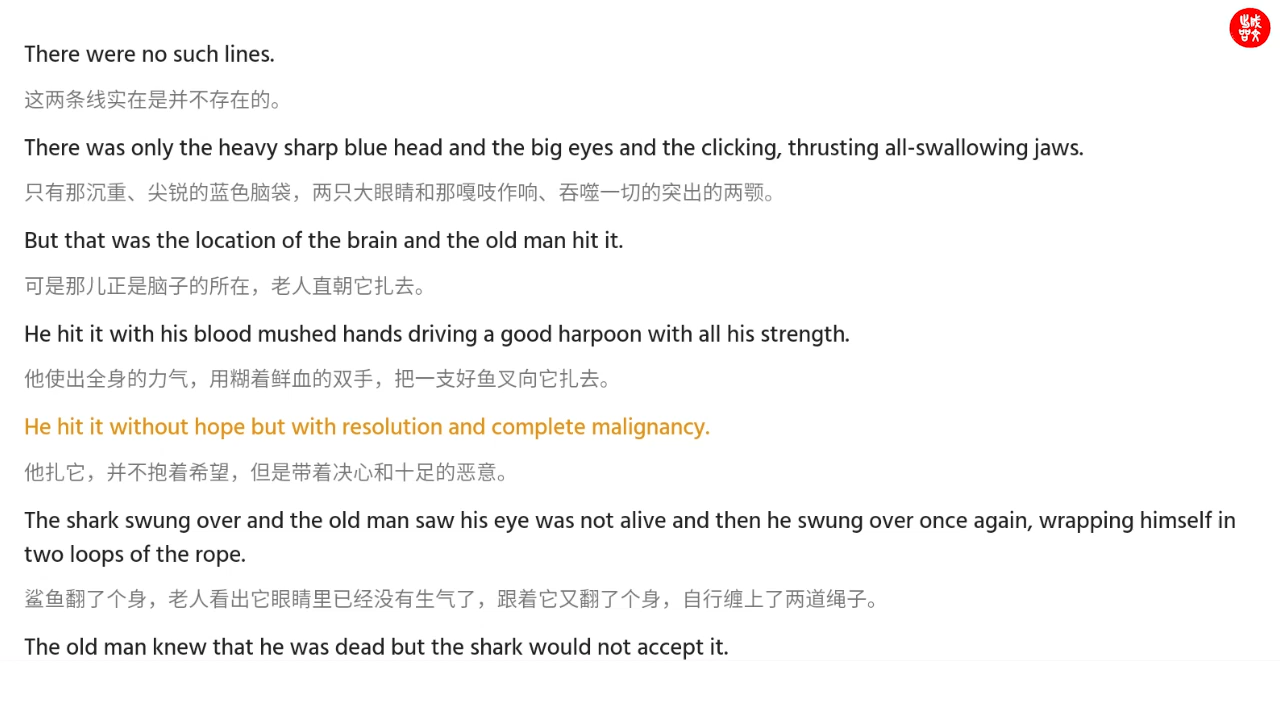 There were no such lines.
这两条线实在是并不存在的。
There was only the heavy sharp blue head and the big eyes and the clicking, thrusting all-swallowing jaws.
只有那沉重、尖锐的蓝色脑袋，两只大眼睛和那嘎吱作响、吞噬一切的突出的两颚。
But that was the location of the brain and the old man hit it.
可是那儿正是脑子的所在，老人直朝它扎去。
He hit it with his blood mushed hands driving a good harpoon with all his strength.
他使出全身的力气，用糊着鲜血的双手，把一支好鱼叉向它扎去。
He hit it without hope but with resolution and complete malignancy.
他扎它，并不抱着希望，但是带着决心和十足的恶意。
The shark swung over and the old man saw his eye was not alive and then he swung over once again, wrapping himself in
two loops of the rope.
鲨鱼翻了个身，老人看出它眼睛里已经没有生气了，跟着它又翻了个身，自行缠上了两道绳子。
The old man knew that he was dead but the shark would not accept it.